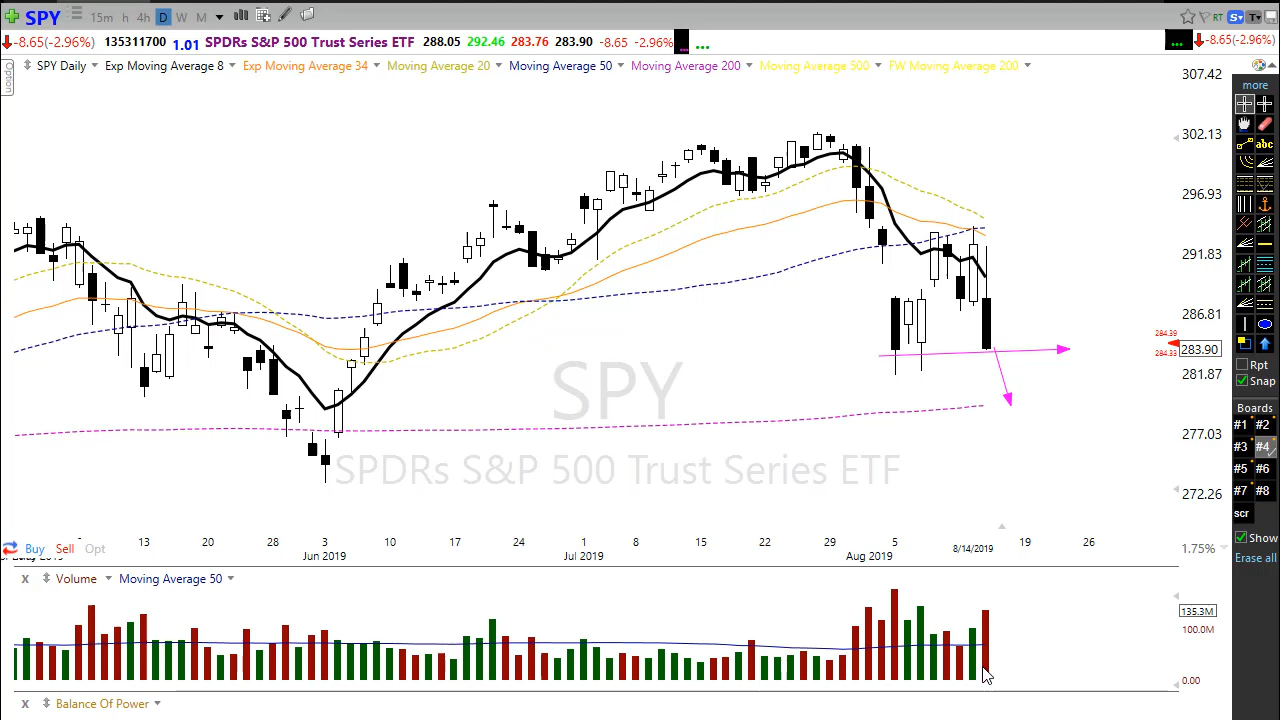 SPY 15m h 4h D W M RT S T
-8.65(-2.96%) 135311700 1.01 SPDRs S&P 500 Trust Series ETF 288.05 292.46 283.76 283.90 -8.65 -2.96% ... ... ... -8.65(-2.96%)
Option
SPY Daily Exp Moving Average 8 Exp Moving Average 34 Moving Average 20 Moving Average 50 Moving Average 200 Moving Average 500 FW Moving Average 200
307.42
302.13
296.93
291.83
286.81
284.39
283.90
284.33
281.87
277.03
272.26
SPY
SPDRs S&P 500 Trust Series ETF
13 20 28 3 10 17 24 1 8 15 22 29 5 8/14/2019 19 26
Jun 2019 Jul 2019 Aug 2019
Buy Sell Opt
1.75%
x Volume Moving Average 50
135.3M
100.0M
0.00
x Balance Of Power
more
abc
Rpt
Snap
Boards
#1 #2
#3 #4
#5 #6
#7 #8
scr
Show
Erase all